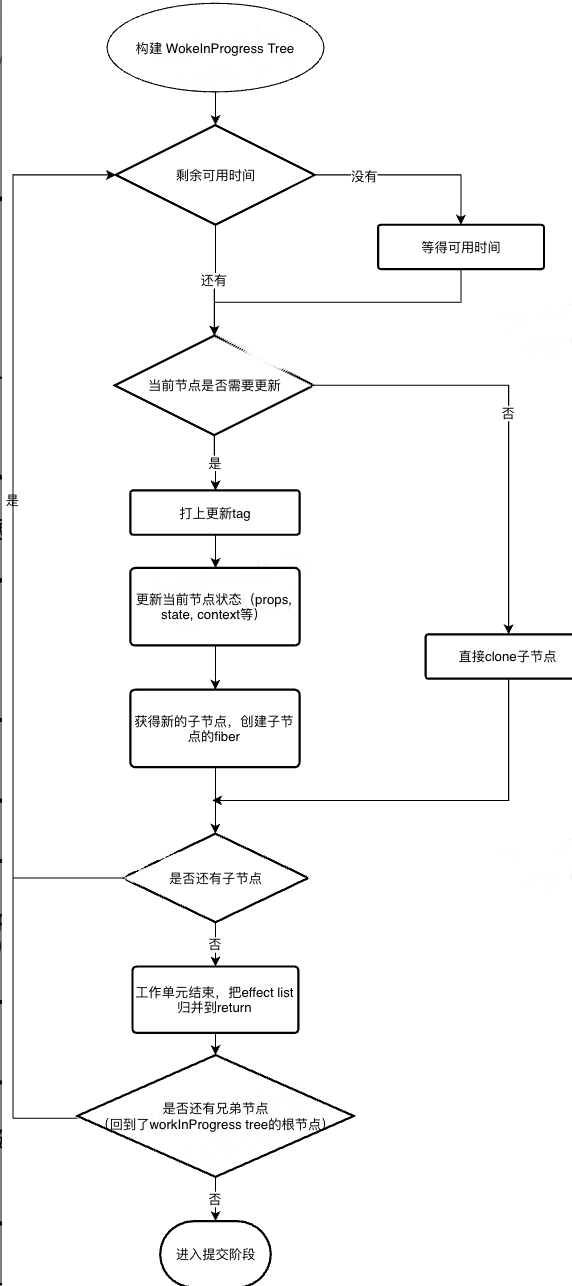 构建 WokeInProgress Tree
剩余可用时间
没有
等得可用时间
还有
当前节点是否需要更新
否
是
打上更新tag
是
更新当前节点状态（props,
state, context等）
直接clone子节点
获得新的子节点，创建子节
点的fiber
是否还有子节点
否
工作单元结束，把effect list
归并到return
是否还有兄弟节点
（回到了workInProgress tree的根节点）
否
进入提交阶段